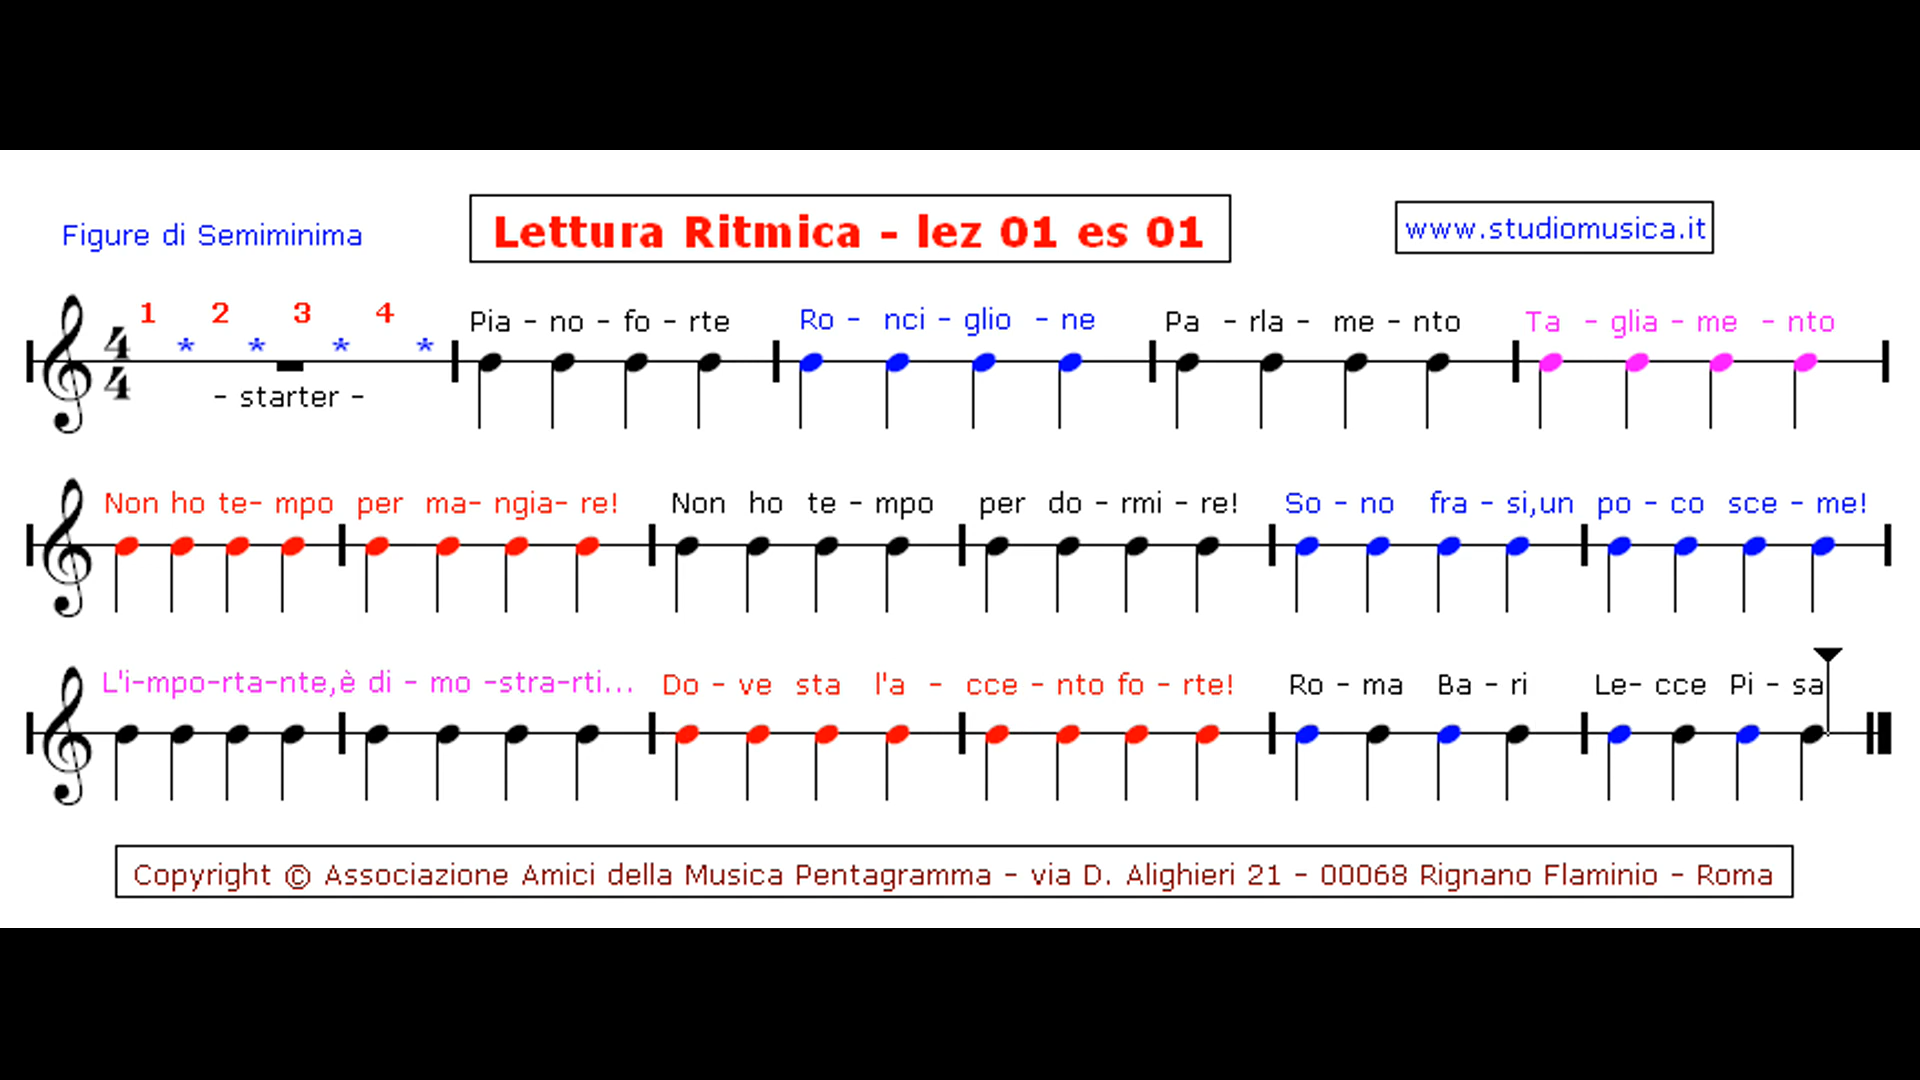 Figure di Semiminima
Lettura Ritmica - lez 01 es 01
www.studiomusica.it
1 2 3 4
* * * *
4
4
- starter -
Pia - no - fo - rte Ro - nci - glio - ne Pa - rla - me - nto Ta - glia - me - nto
Non ho te- mpo per ma- ngia- re! Non ho te - mpo per do - rmi - re! So - no fra - si,un po - co sce - me!
L'i-mpo-rta-nte,è di - mo -stra-rti... Do - ve sta l'a - cce - nto fo - rte! Ro - ma Ba - ri Le- cce Pi - sa
Copyright © Associazione Amici della Musica Pentagramma - via D. Alighieri 21 - 00068 Rignano Flaminio - Roma